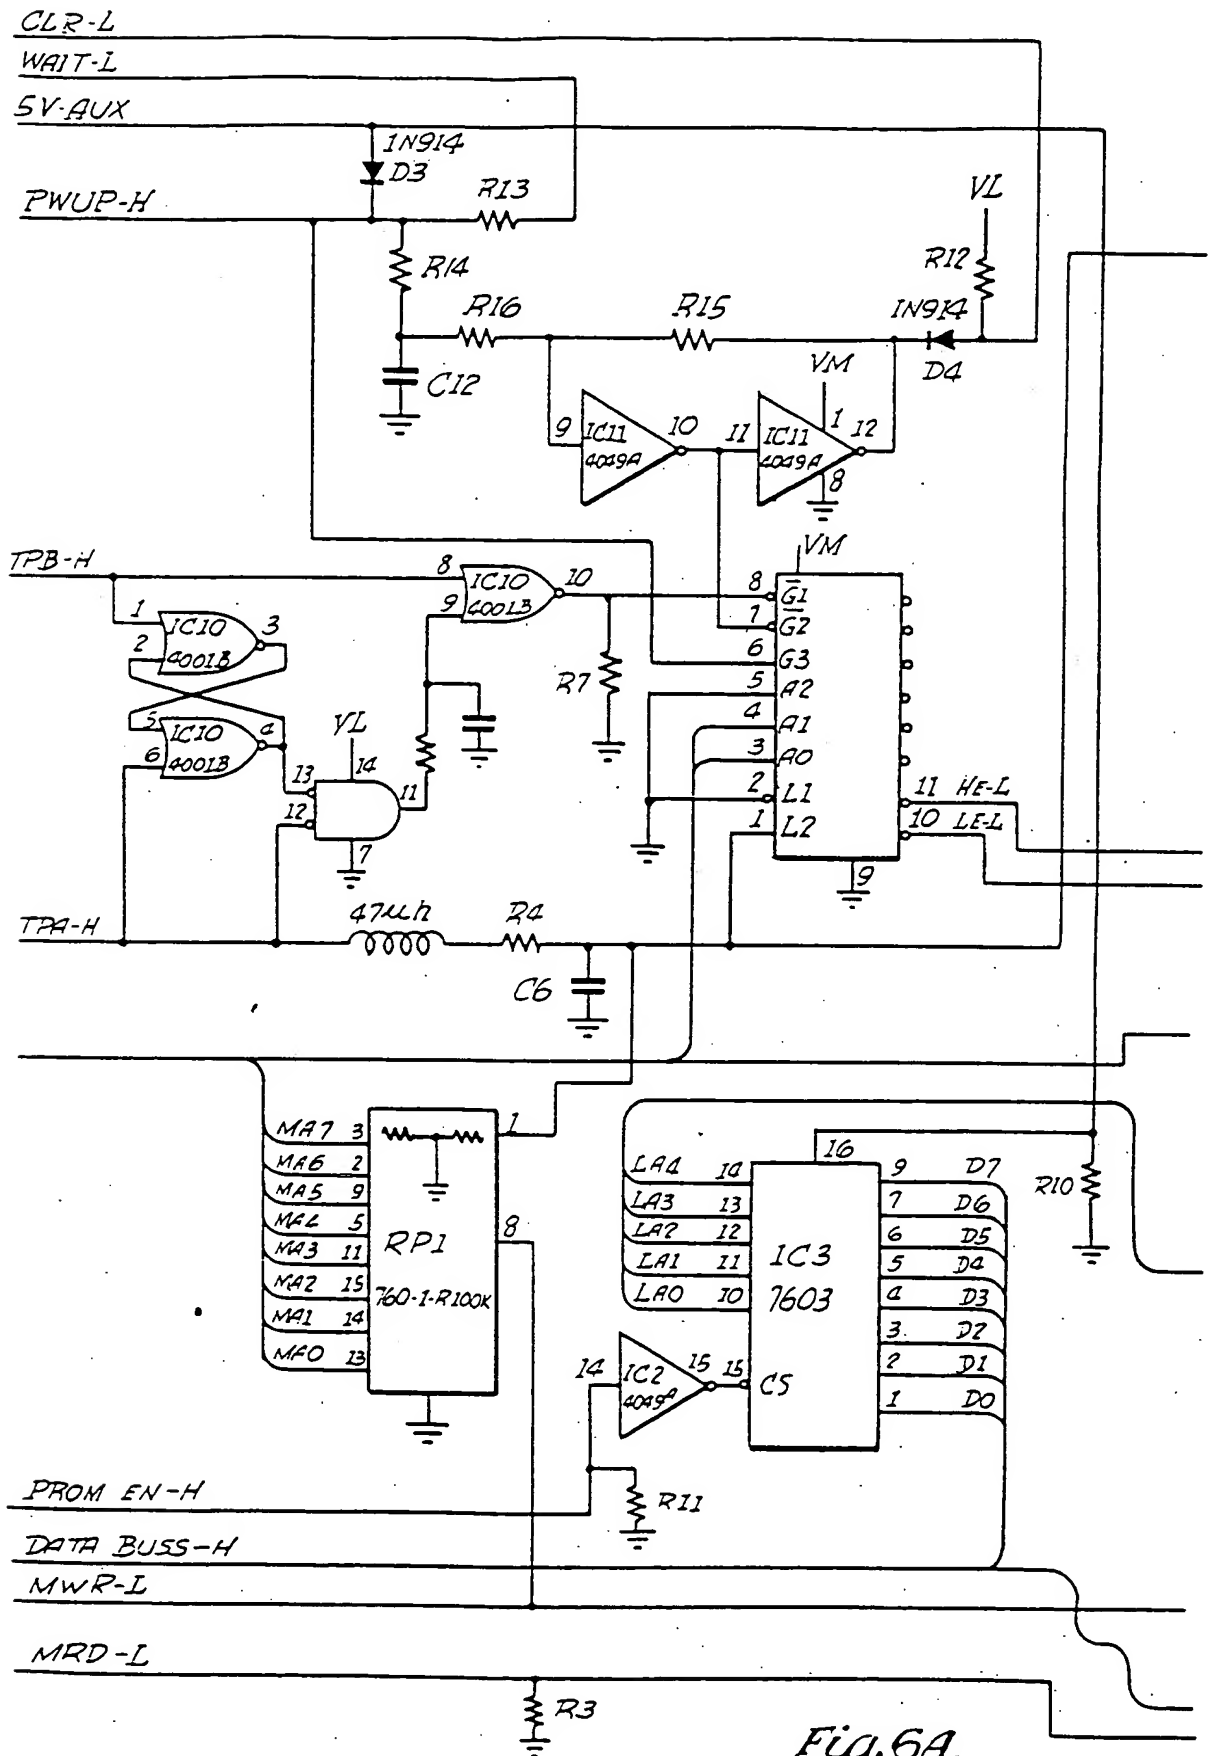 CLR-L
WAIT-L
5V-AUX
1N914
D3
PWUP-H
R13
VL
R14
R12
R16
R15
1N914
D4
C12
VM
9
IC11
4049A
10
11
IC11
4049A
1
12
8
TPB-H
VM
8
9
IC10
4001B
10
1
2
IC10
4001B
3
5
6
IC10
4001B
4
VL
13
12
14
11
7
R7
8 G1
7 G2
6 G3
5 A2
4 A1
3 A0
2 L1
1 L2
11 HE-L
10 LE-L
9
TPA-H
47µh
R4
C6
MA7 3
MA6 2
MA5 9
MA4 5
MA3 11
MA2 15
MA1 14
MA0 13
1
8
RP1
760-1-R100K
LA4 14
LA3 13
LA2 12
LA1 11
LA0 10
16
IC3
7603
9 D7
7 D6
6 D5
5 D4
4 D3
3 D2
2 D1
1 D0
R10
14
IC2
4049A
15
15
CS
PROM EN-H
R11
DATA BUSS-H
MWR-L
MRD-L
R3
Fig.6A.